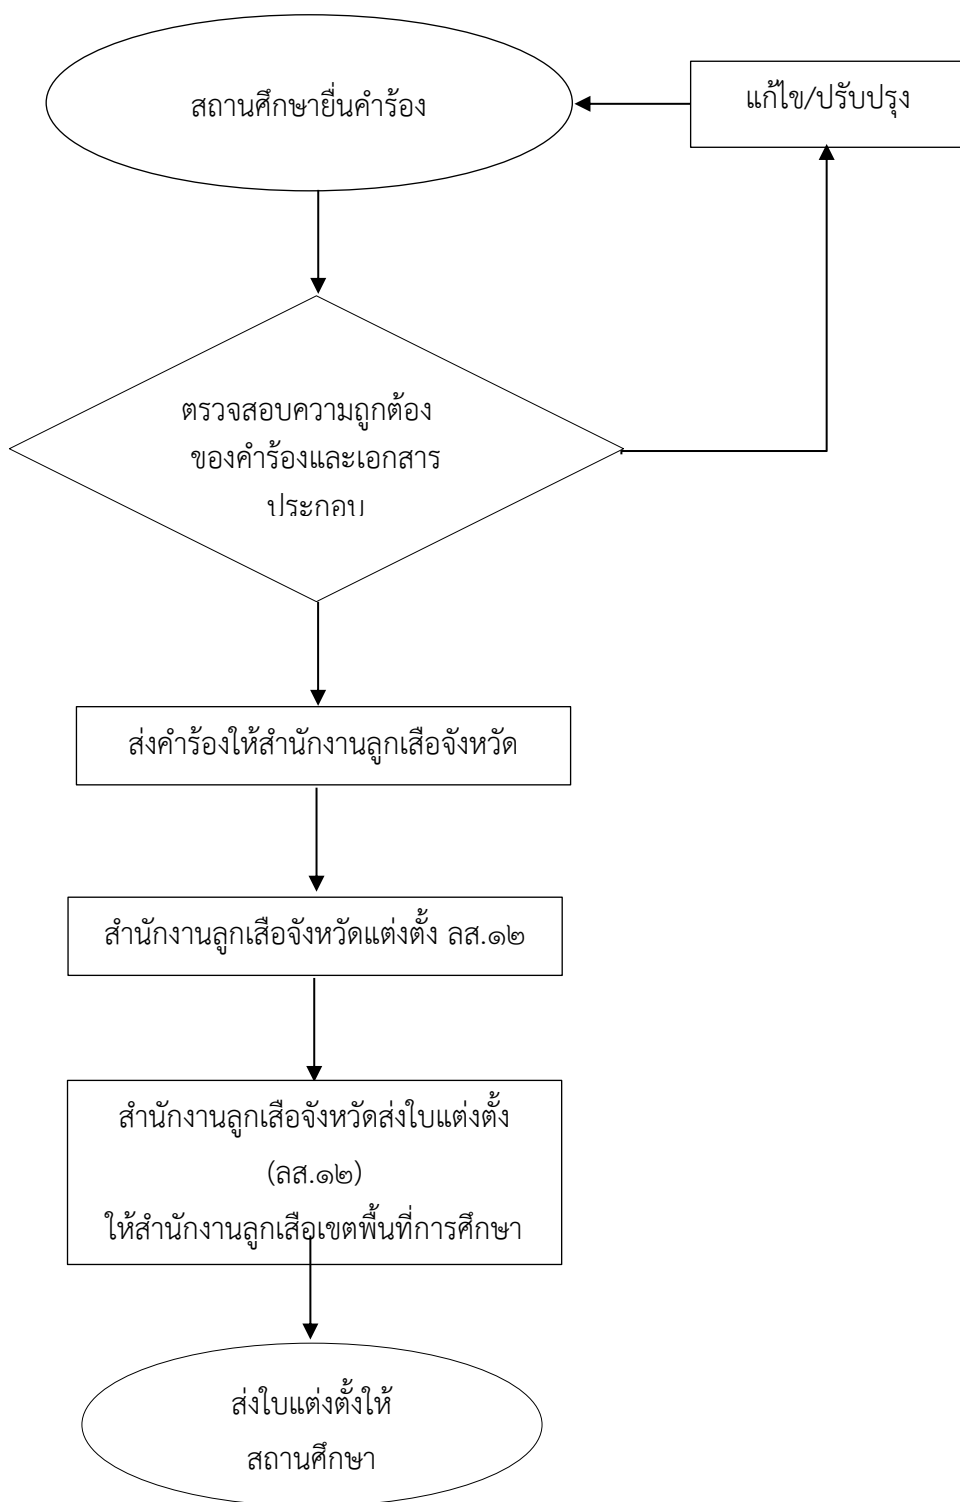 สถานศึกษายื่นคำร้อง
แก้ไข/ปรับปรุง
ตรวจสอบความถูกต้อง
ของคำร้องและเอกสาร
ประกอบ
ส่งคำร้องให้สำนักงานลูกเสือจังหวัด
สำนักงานลูกเสือจังหวัดแต่งตั้ง ลส.๑๒
สำนักงานลูกเสือจังหวัดส่งใบแต่งตั้ง
(ลส.๑๒)
ให้สำนักงานลูกเสือเขตพื้นที่การศึกษา
ส่งใบแต่งตั้งให้
สถานศึกษา